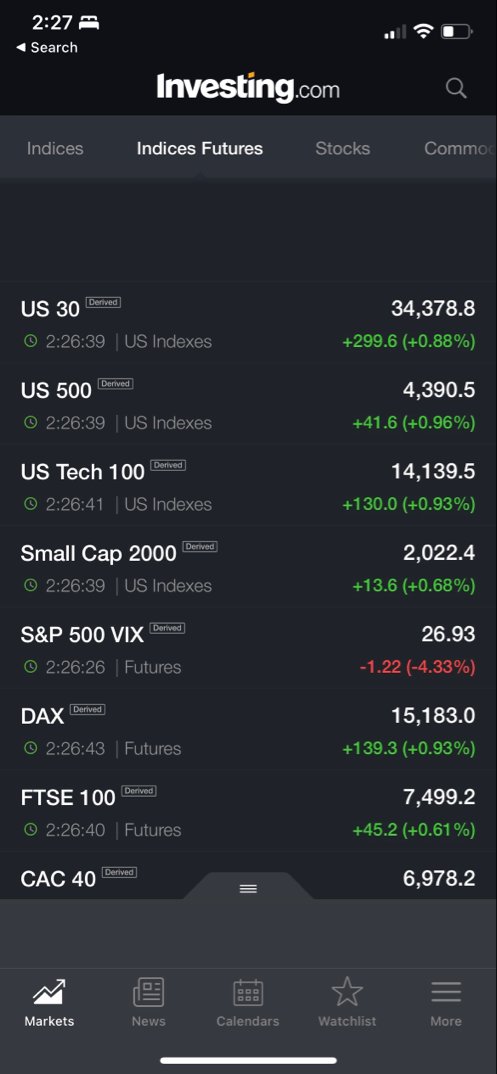 2:27
◀ Search
Investing.com
Indices Indices Futures Stocks Commo
US 30 Derived 34,378.8
2:26:39 | US Indexes +299.6 (+0.88%)
US 500 Derived 4,390.5
2:26:39 | US Indexes +41.6 (+0.96%)
US Tech 100 Derived 14,139.5
2:26:41 | US Indexes +130.0 (+0.93%)
Small Cap 2000 Derived 2,022.4
2:26:39 | US Indexes +13.6 (+0.68%)
S&P 500 VIX Derived 26.93
2:26:26 | Futures -1.22 (-4.33%)
DAX Derived 15,183.0
2:26:43 | Futures +139.3 (+0.93%)
FTSE 100 Derived 7,499.2
2:26:40 | Futures +45.2 (+0.61%)
CAC 40 Derived 6,978.2
Markets News Calendars Watchlist More